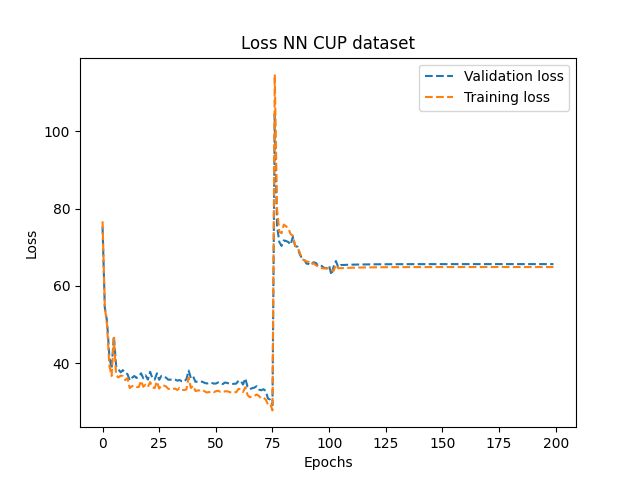 Loss NN CUP dataset
Validation loss
Training loss
100
80
60
40
Loss
0 25 50 75 100 125 150 175 200
Epochs